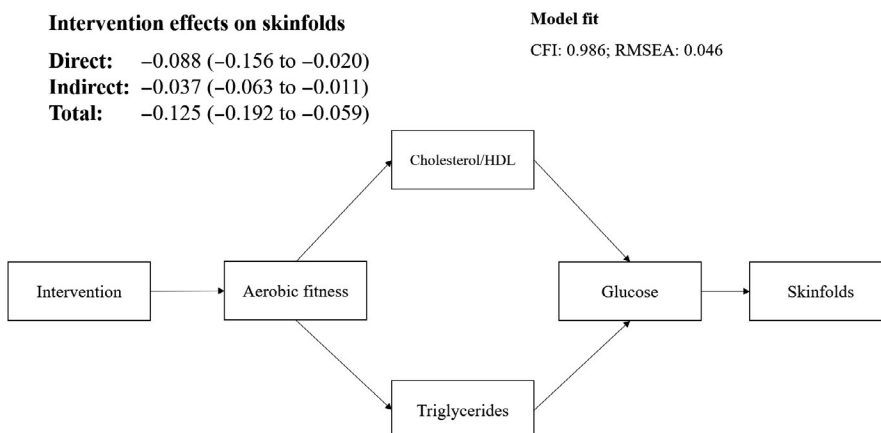 Intervention effects on skinfolds
Direct: −0.088 (−0.156 to −0.020)
Indirect: −0.037 (−0.063 to −0.011)
Total: −0.125 (−0.192 to −0.059)
Model fit
CFI: 0.986; RMSEA: 0.046
Cholesterol/HDL
Intervention
Aerobic fitness
Glucose
Skinfolds
Triglycerides